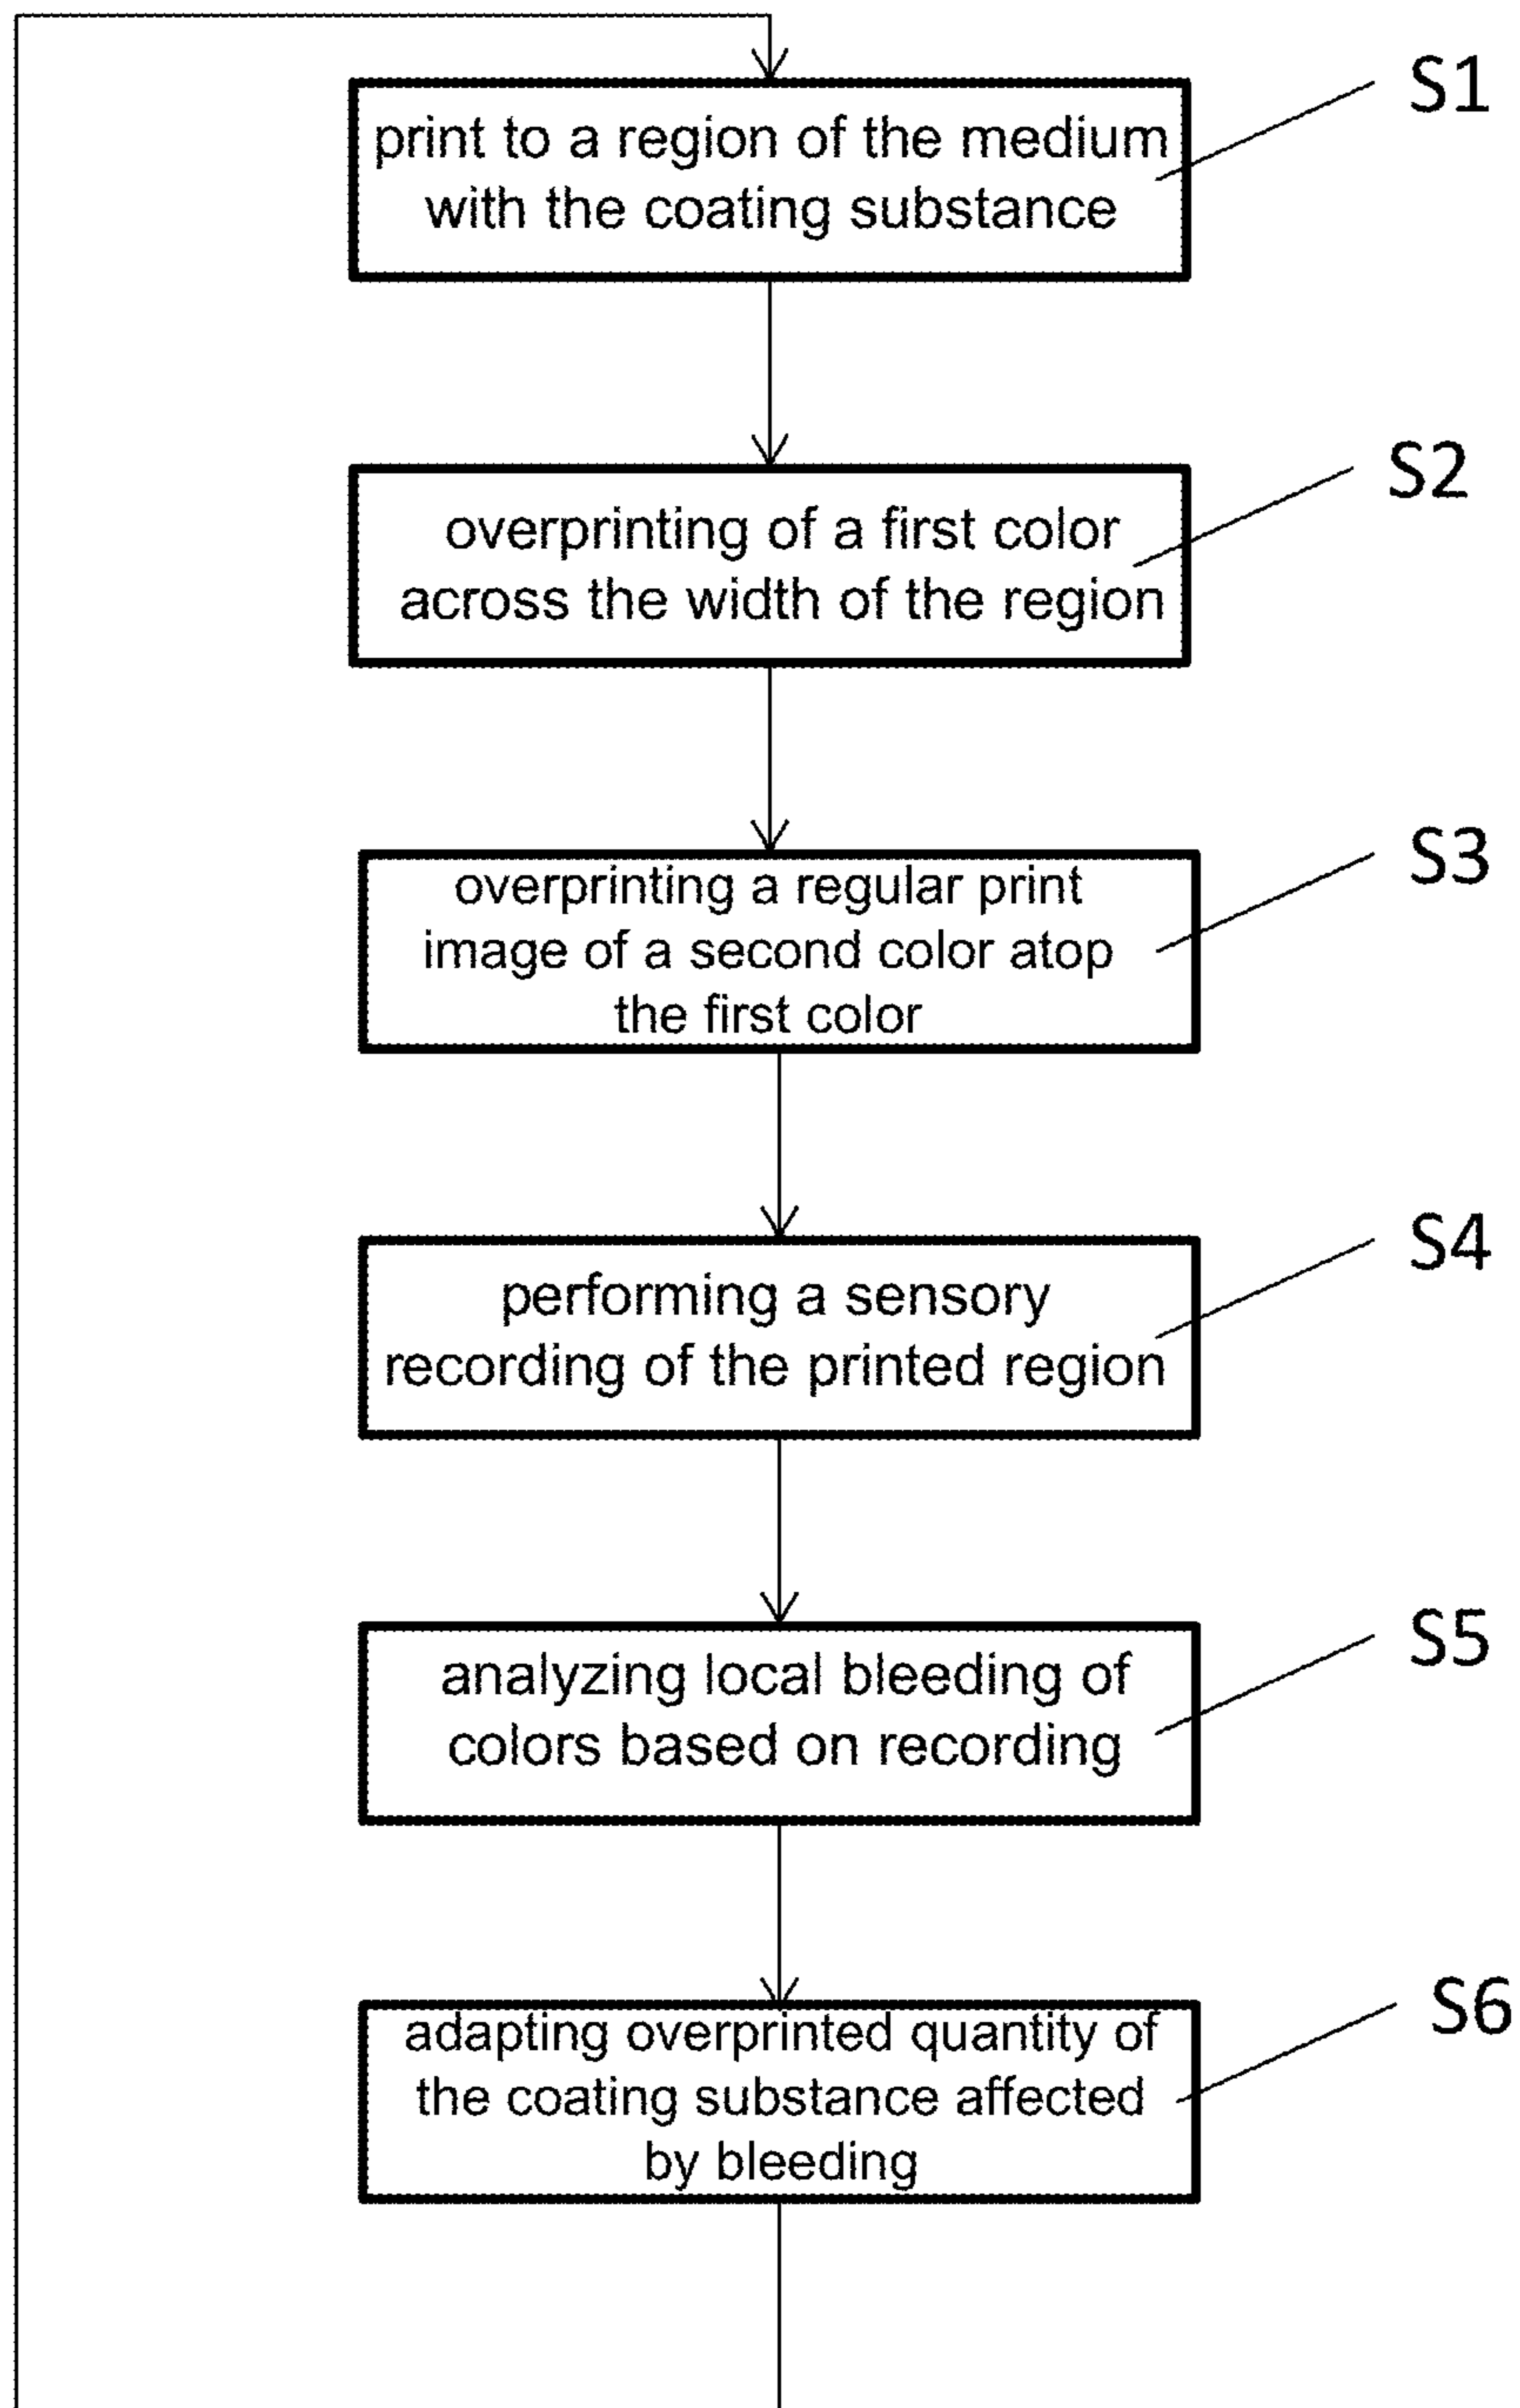 S1
print to a region of the medium
with the coating substance
S2
overprinting of a first color
across the width of the region
S3
overprinting a regular print
image of a second color atop
the first color
S4
performing a sensory
recording of the printed region
S5
analyzing local bleeding of
colors based on recording
S6
adapting overprinted quantity of
the coating substance affected
by bleeding